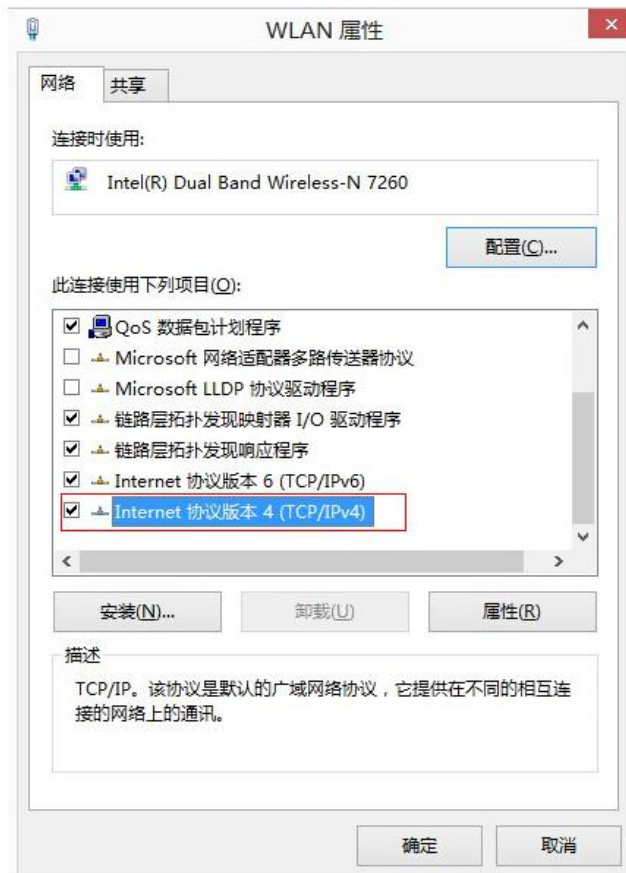 WLAN 属性
网络
共享
连接时使用:
Intel(R) Dual Band Wireless-N 7260
配置(C)...
此连接使用下列项目(O):
QoS 数据包计划程序
Microsoft 网络适配器多路传送器协议
Microsoft LLDP 协议驱动程序
链路层拓扑发现映射器 I/O 驱动程序
链路层拓扑发现响应程序
Internet 协议版本 6 (TCP/IPv6)
Internet 协议版本 4 (TCP/IPv4)
安装(N)...
卸载(U)
属性(R)
描述
TCP/IP。该协议是默认的广域网络协议，它提供在不同的相互连
接的网络上的通讯。
确定
取消